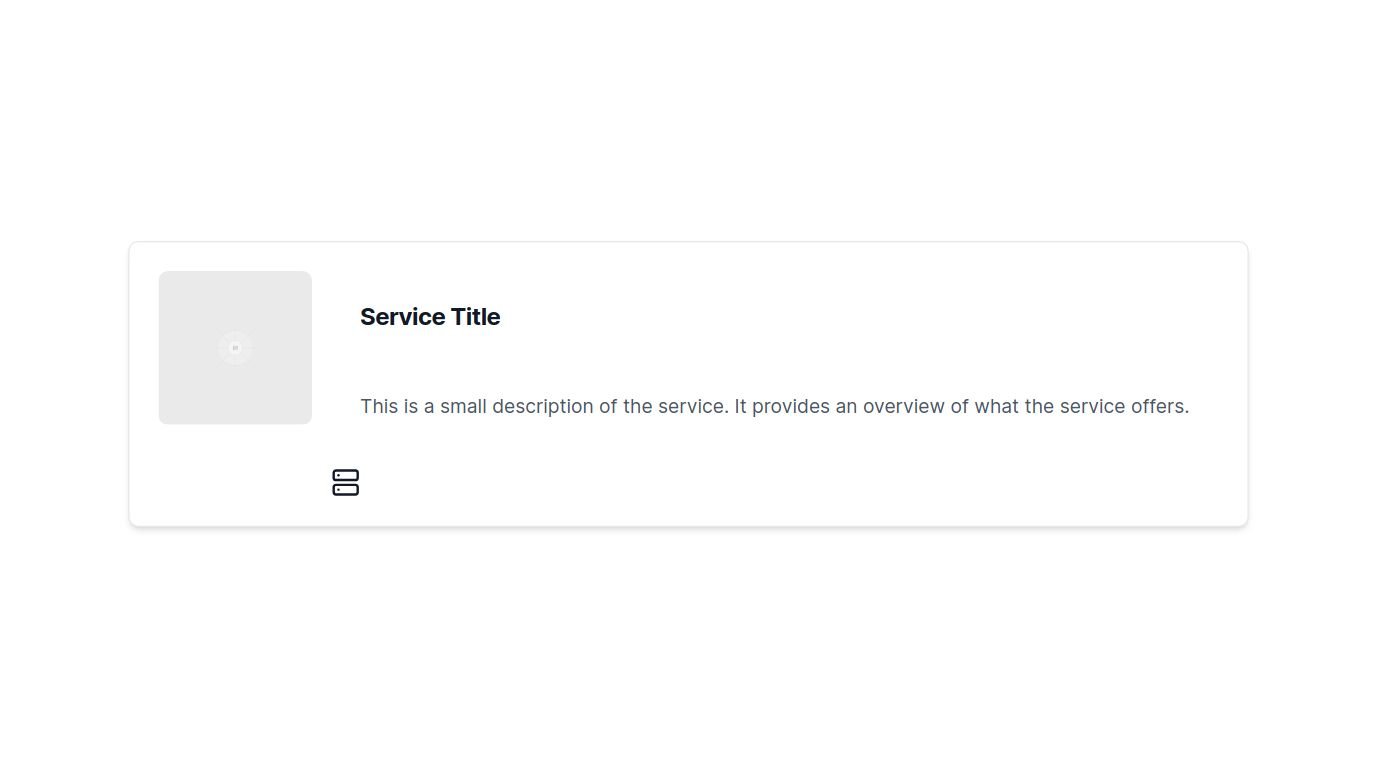 Service Title
This is a small description of the service. It provides an overview of what the service offers.